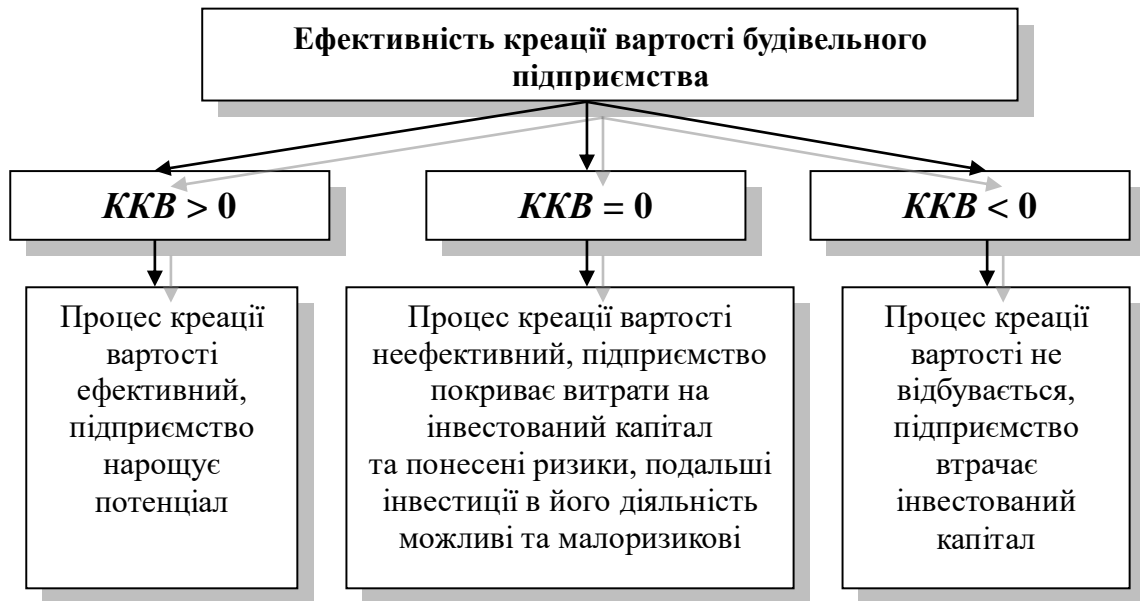 Ефективність креації вартості будівельного
підприємства
ККВ > 0
ККВ = 0
ККВ < 0
Процес креації
вартості
ефективний,
підприємство
нарощує
потенціал
Процес креації вартості
неефективний, підприємство
покриває витрати на
інвестований капітал
та понесені ризики, подальші
інвестиції в його діяльність
можливі та малоризикові
Процес креації
вартості не
відбувається,
підприємство
втрачає
інвестований
капітал